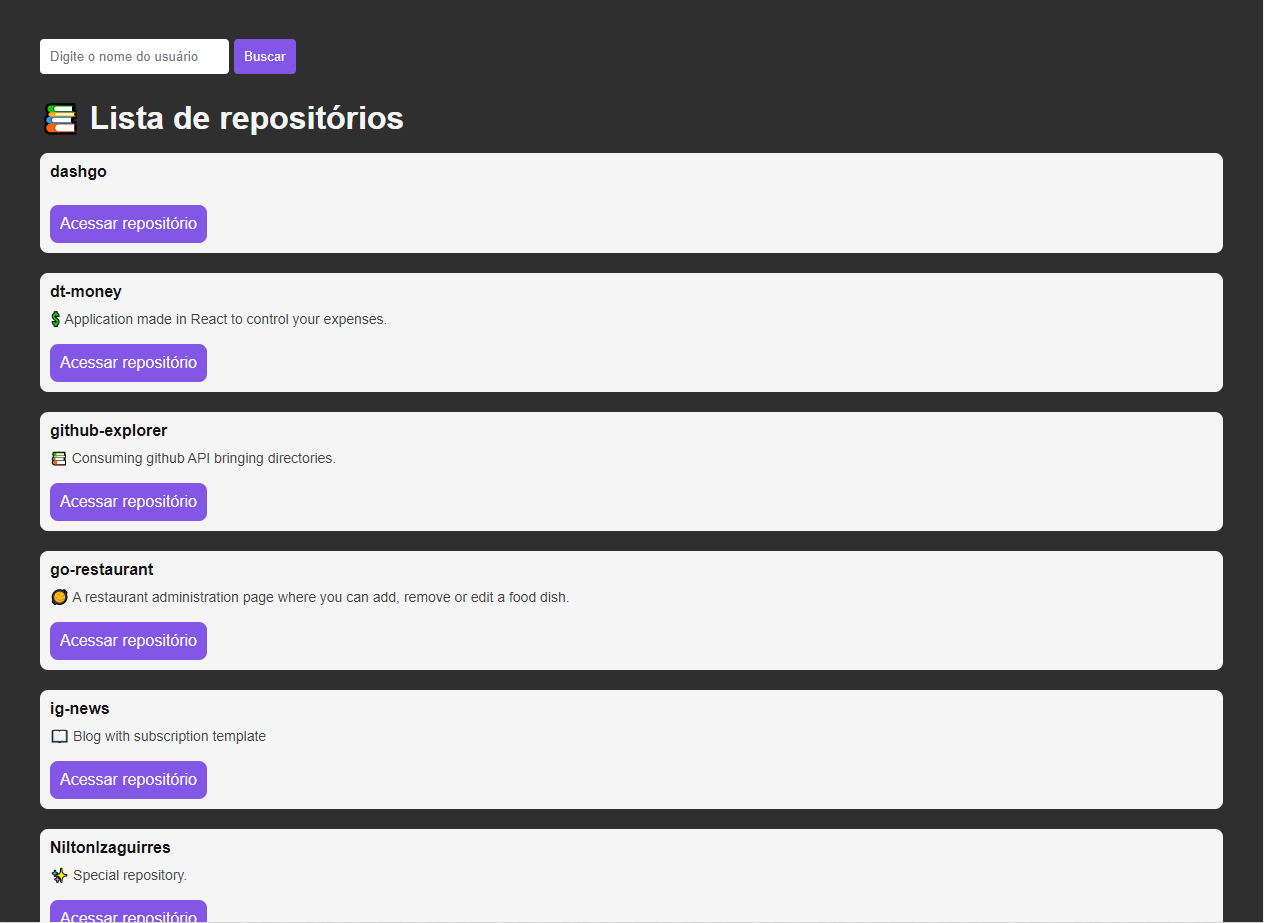 Digite o nome do usuário Buscar
📚 Lista de repositórios
dashgo
Acessar repositório
dt-money
💲Application made in React to control your expenses.
Acessar repositório
github-explorer
📚 Consuming github API bringing directories.
Acessar repositório
go-restaurant
🥘 A restaurant administration page where you can add, remove or edit a food dish.
Acessar repositório
ig-news
📖 Blog with subscription template
Acessar repositório
NiltonIzaguirres
✨ Special repository.
Acessar repositório